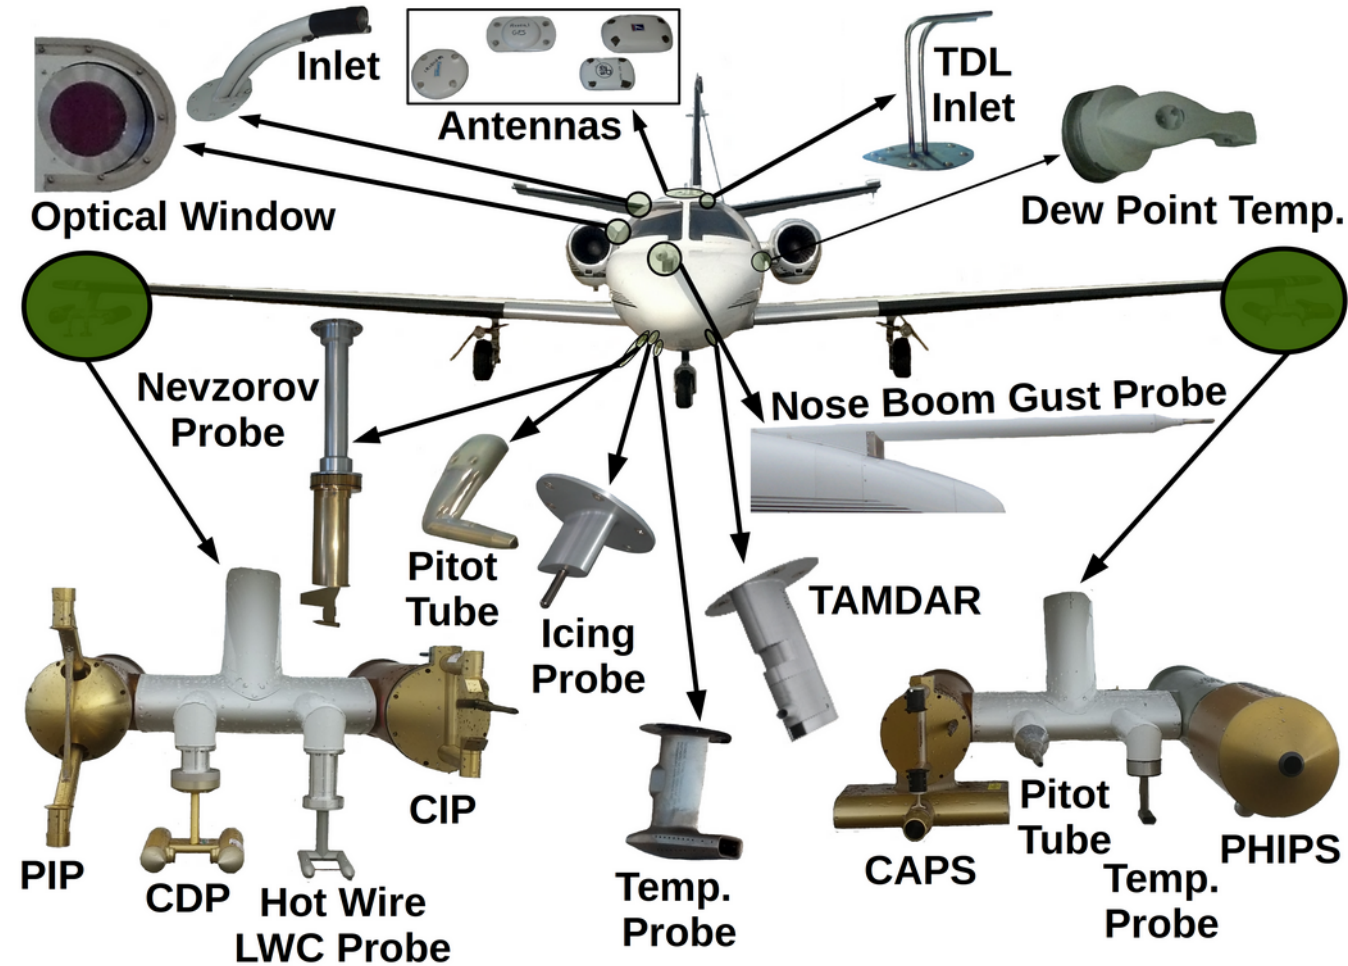 Inlet
Antennas
TDL
Inlet
Optical Window
Dew Point Temp.
Nevzorov
Probe
Nose Boom Gust Probe
Pitot
Tube
Icing
Probe
TAMDAR
PIP
CDP
Hot Wire
LWC Probe
CIP
Temp.
Probe
CAPS
Pitot
Tube
Temp.
Probe
PHIPS